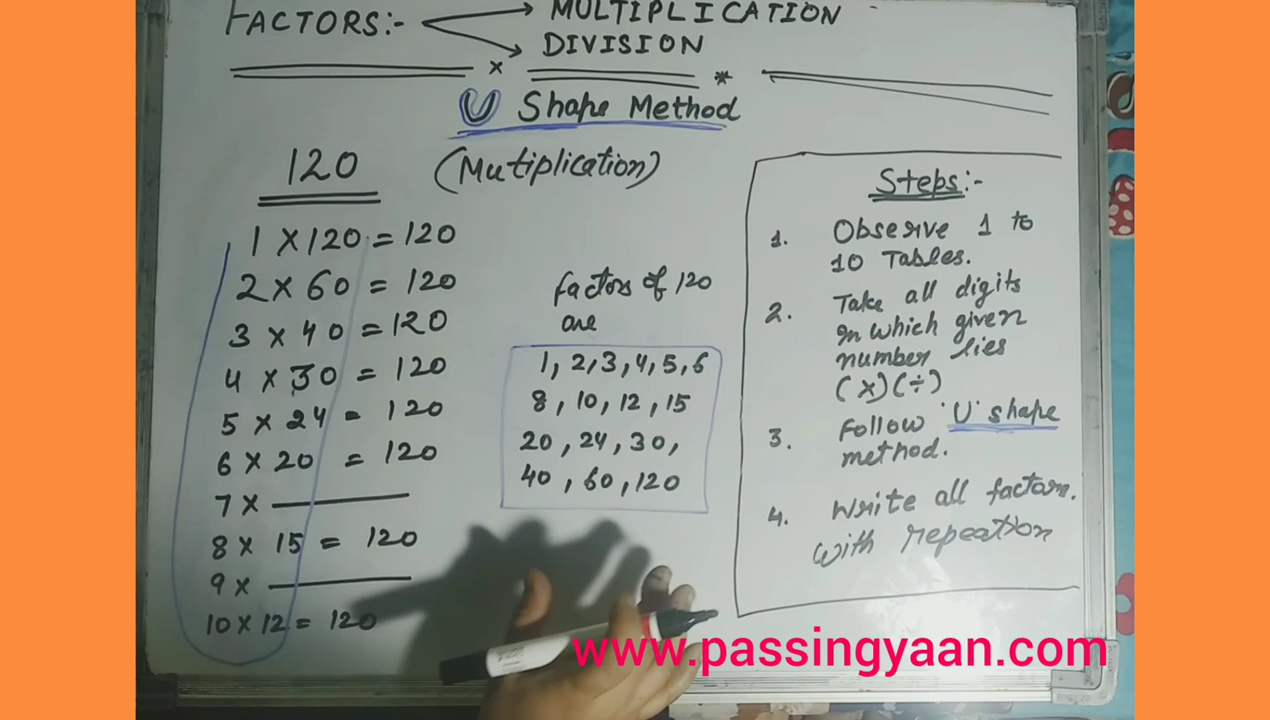 FACTORS:-
MULTIPLICATION
DIVISION
U Shape Method
120
(Mutiplication)
1 X 120 = 120
2 X 60 = 120
3 X 40 = 120
4 X 30 = 120
5 X 24 = 120
6 X 20 = 120
7 X
8 X 15 = 120
9 X
10 X 12 = 120
factors of 120
are
1, 2, 3, 4, 5, 6
8, 10, 12, 15
20, 24, 30,
40, 60, 120
Steps:-
1. Observe 1 to
10 Tables.
2. Take all digits
In which given
number lies
(x) (÷)
3. Follow 'U' shape
method.
4. Write all factors.
with repeation
www.passingyaan.com